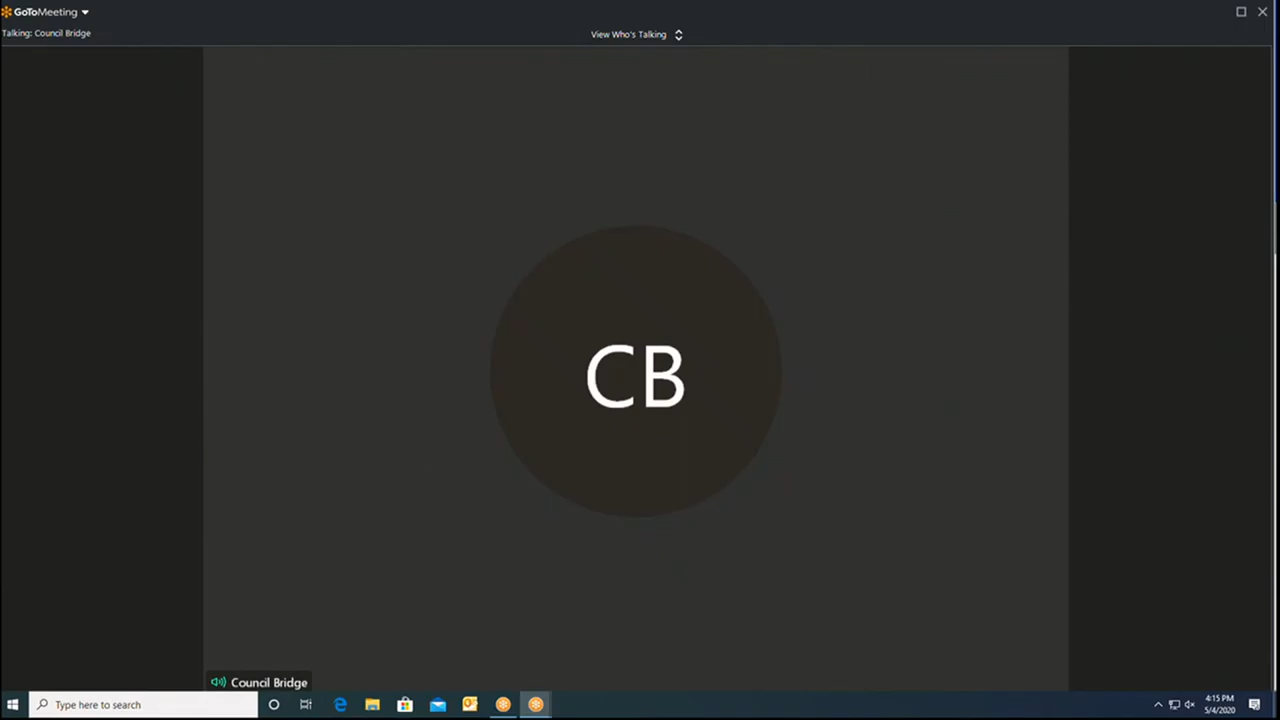 GoToMeeting
Talking: Council Bridge
View Who's Talking
CB
Council Bridge
Type here to search
4:15 PM
5/4/2020